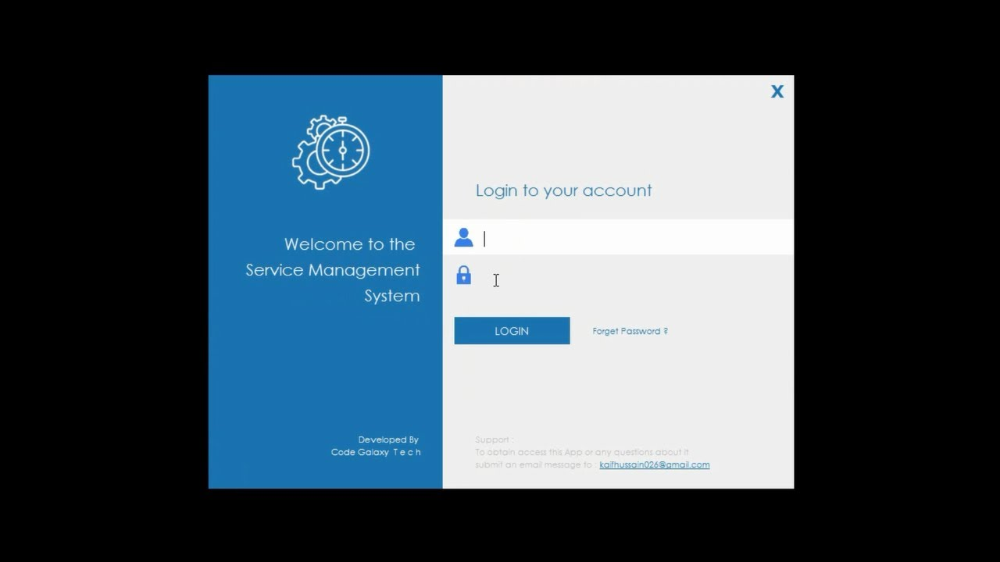 X
Login to your account
Welcome to the
Service Management
System
LOGIN
Forget Password ?
Developed By
Code Galaxy T e c h
Support :
To obtain access this App or any questions about it
submit an email message to : kaifhussain026@gmail.com